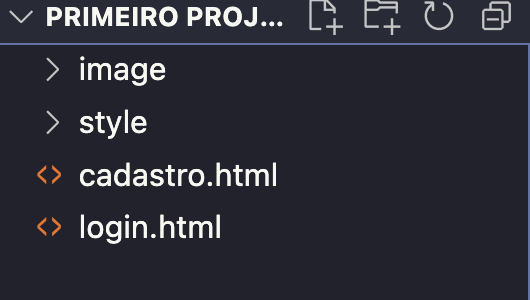 PRIMEIRO PROJ...
image
style
cadastro.html
login.html